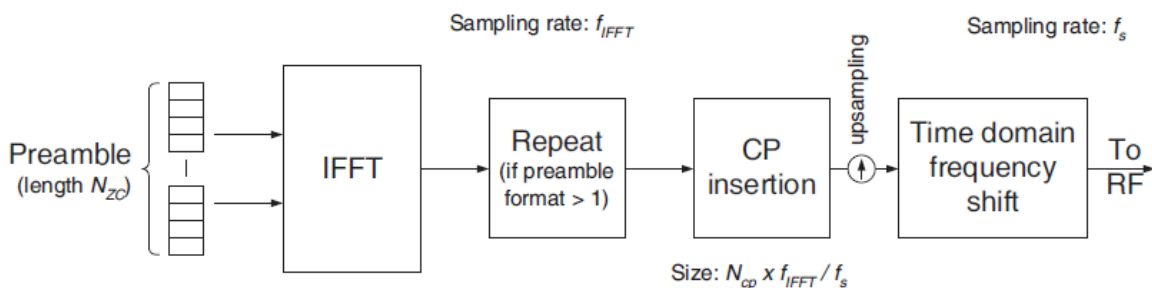 Sampling rate: f_IFFT
Sampling rate: f_s
Preamble
(length N_ZC)
IFFT
Repeat
(if preamble
format > 1)
CP
insertion
upsampling
Time domain
frequency
shift
To
RF
Size: N_cp x f_IFFT / f_s